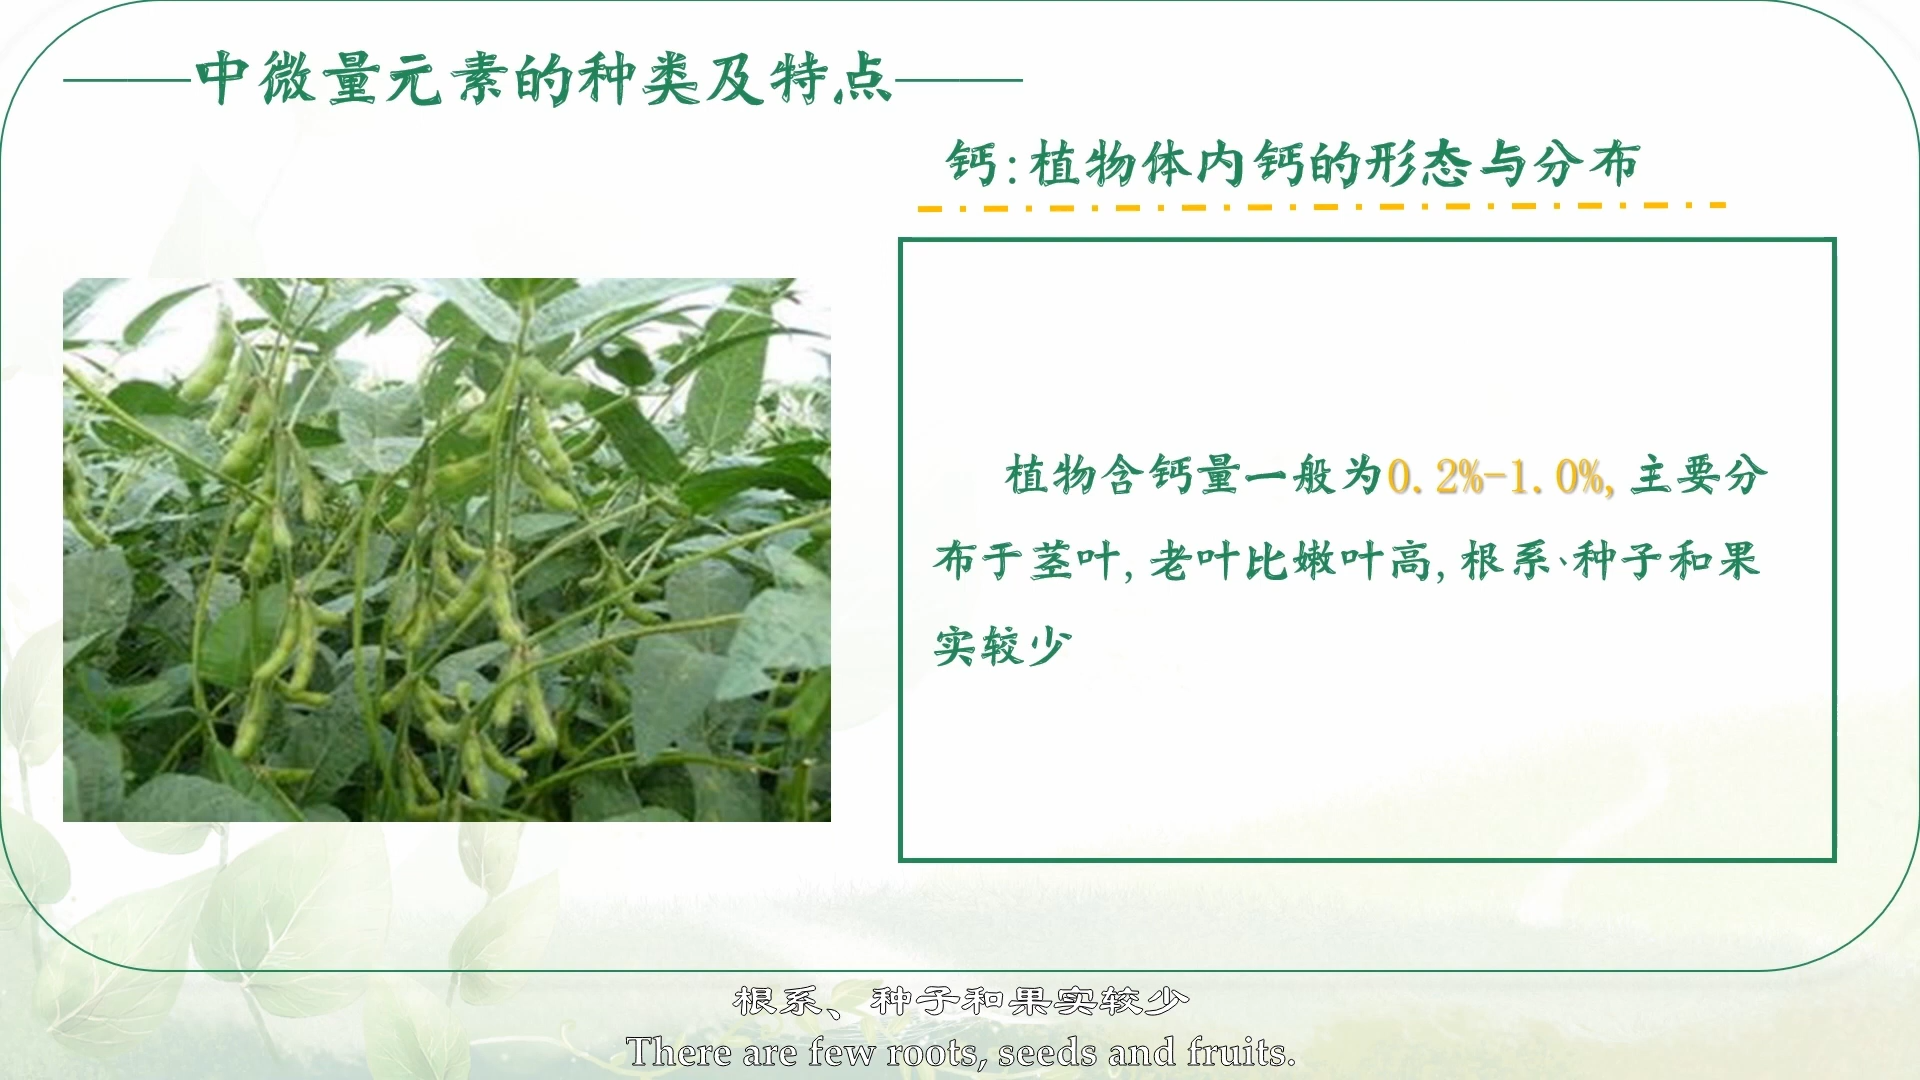 中微量元素的种类及特点
钙:植物体内钙的形态与分布
植物含钙量一般为0.2%-1.0%,主要分
布于茎叶,老叶比嫩叶高,根系、种子和果
实较少
根系、种子和果实较少
There are few roots, seeds and fruits.